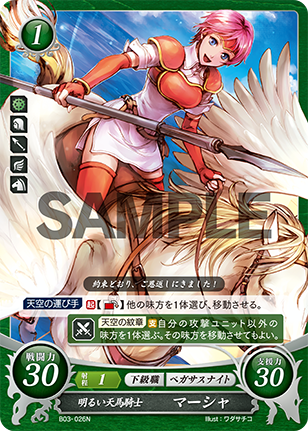 1
SAMPLE
約束どおり、ご恩返しにきました!
天空の運び手 起【　】他の味方を1体選び、移動させる。
天空の紋章 支 自分の攻撃ユニット以外の
味方を1体選ぶ。その味方を移動させてもよい。
戦闘力 30
射程 1 下級職 ペガサスナイト
支援力 30
明るい天馬騎士 マーシャ
B03-026N
Illust:ワダサチコ